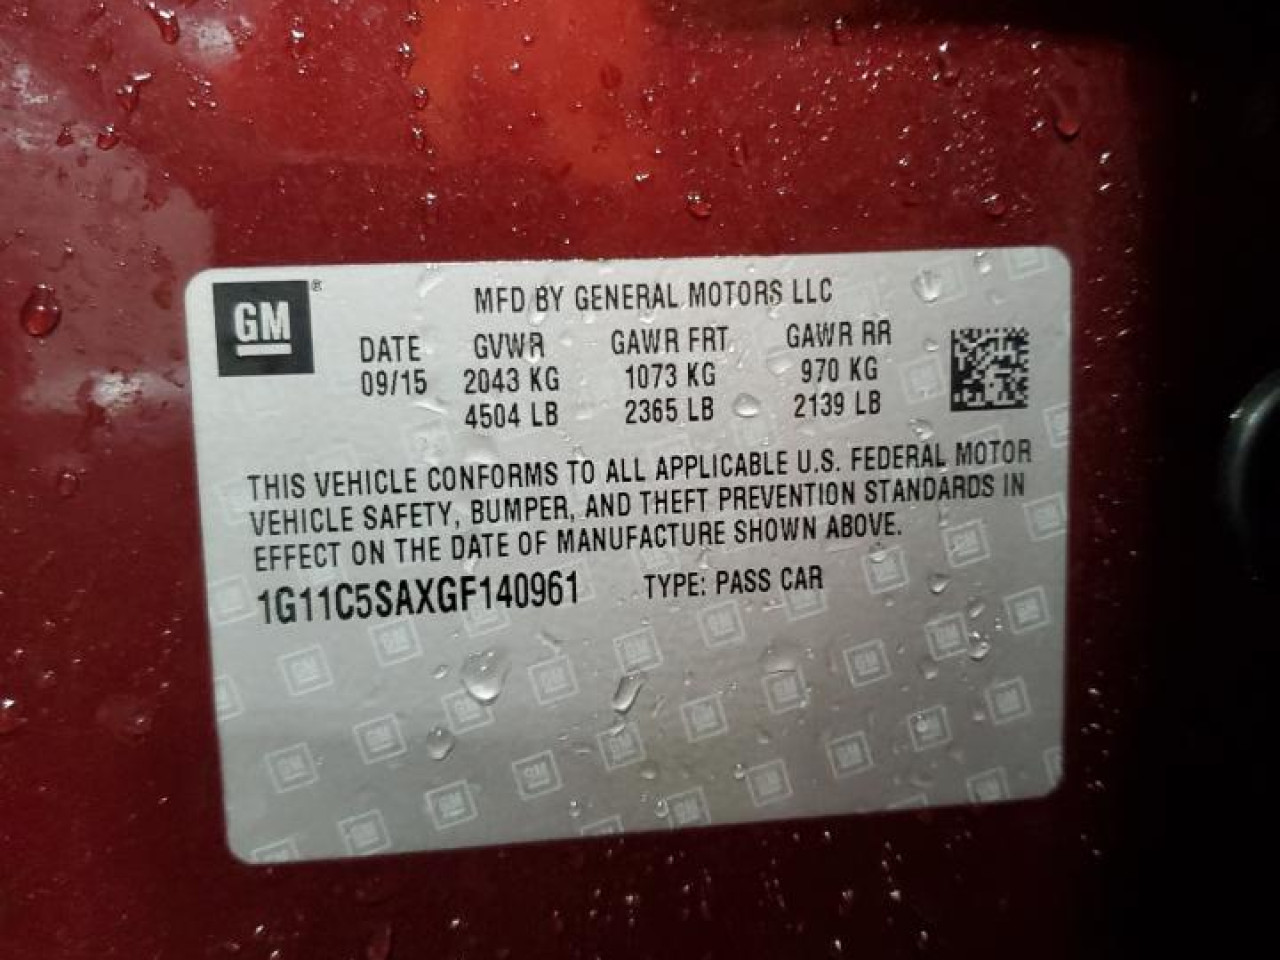 GM®
MFD BY GENERAL MOTORS LLC
DATE GVWR GAWR FRT GAWR RR
09/15 2043 KG 1073 KG 970 KG
4504 LB 2365 LB 2139 LB
THIS VEHICLE CONFORMS TO ALL APPLICABLE U.S. FEDERAL MOTOR
VEHICLE SAFETY, BUMPER, AND THEFT PREVENTION STANDARDS IN
EFFECT ON THE DATE OF MANUFACTURE SHOWN ABOVE.
1G11C5SAXGF140961 TYPE: PASS CAR